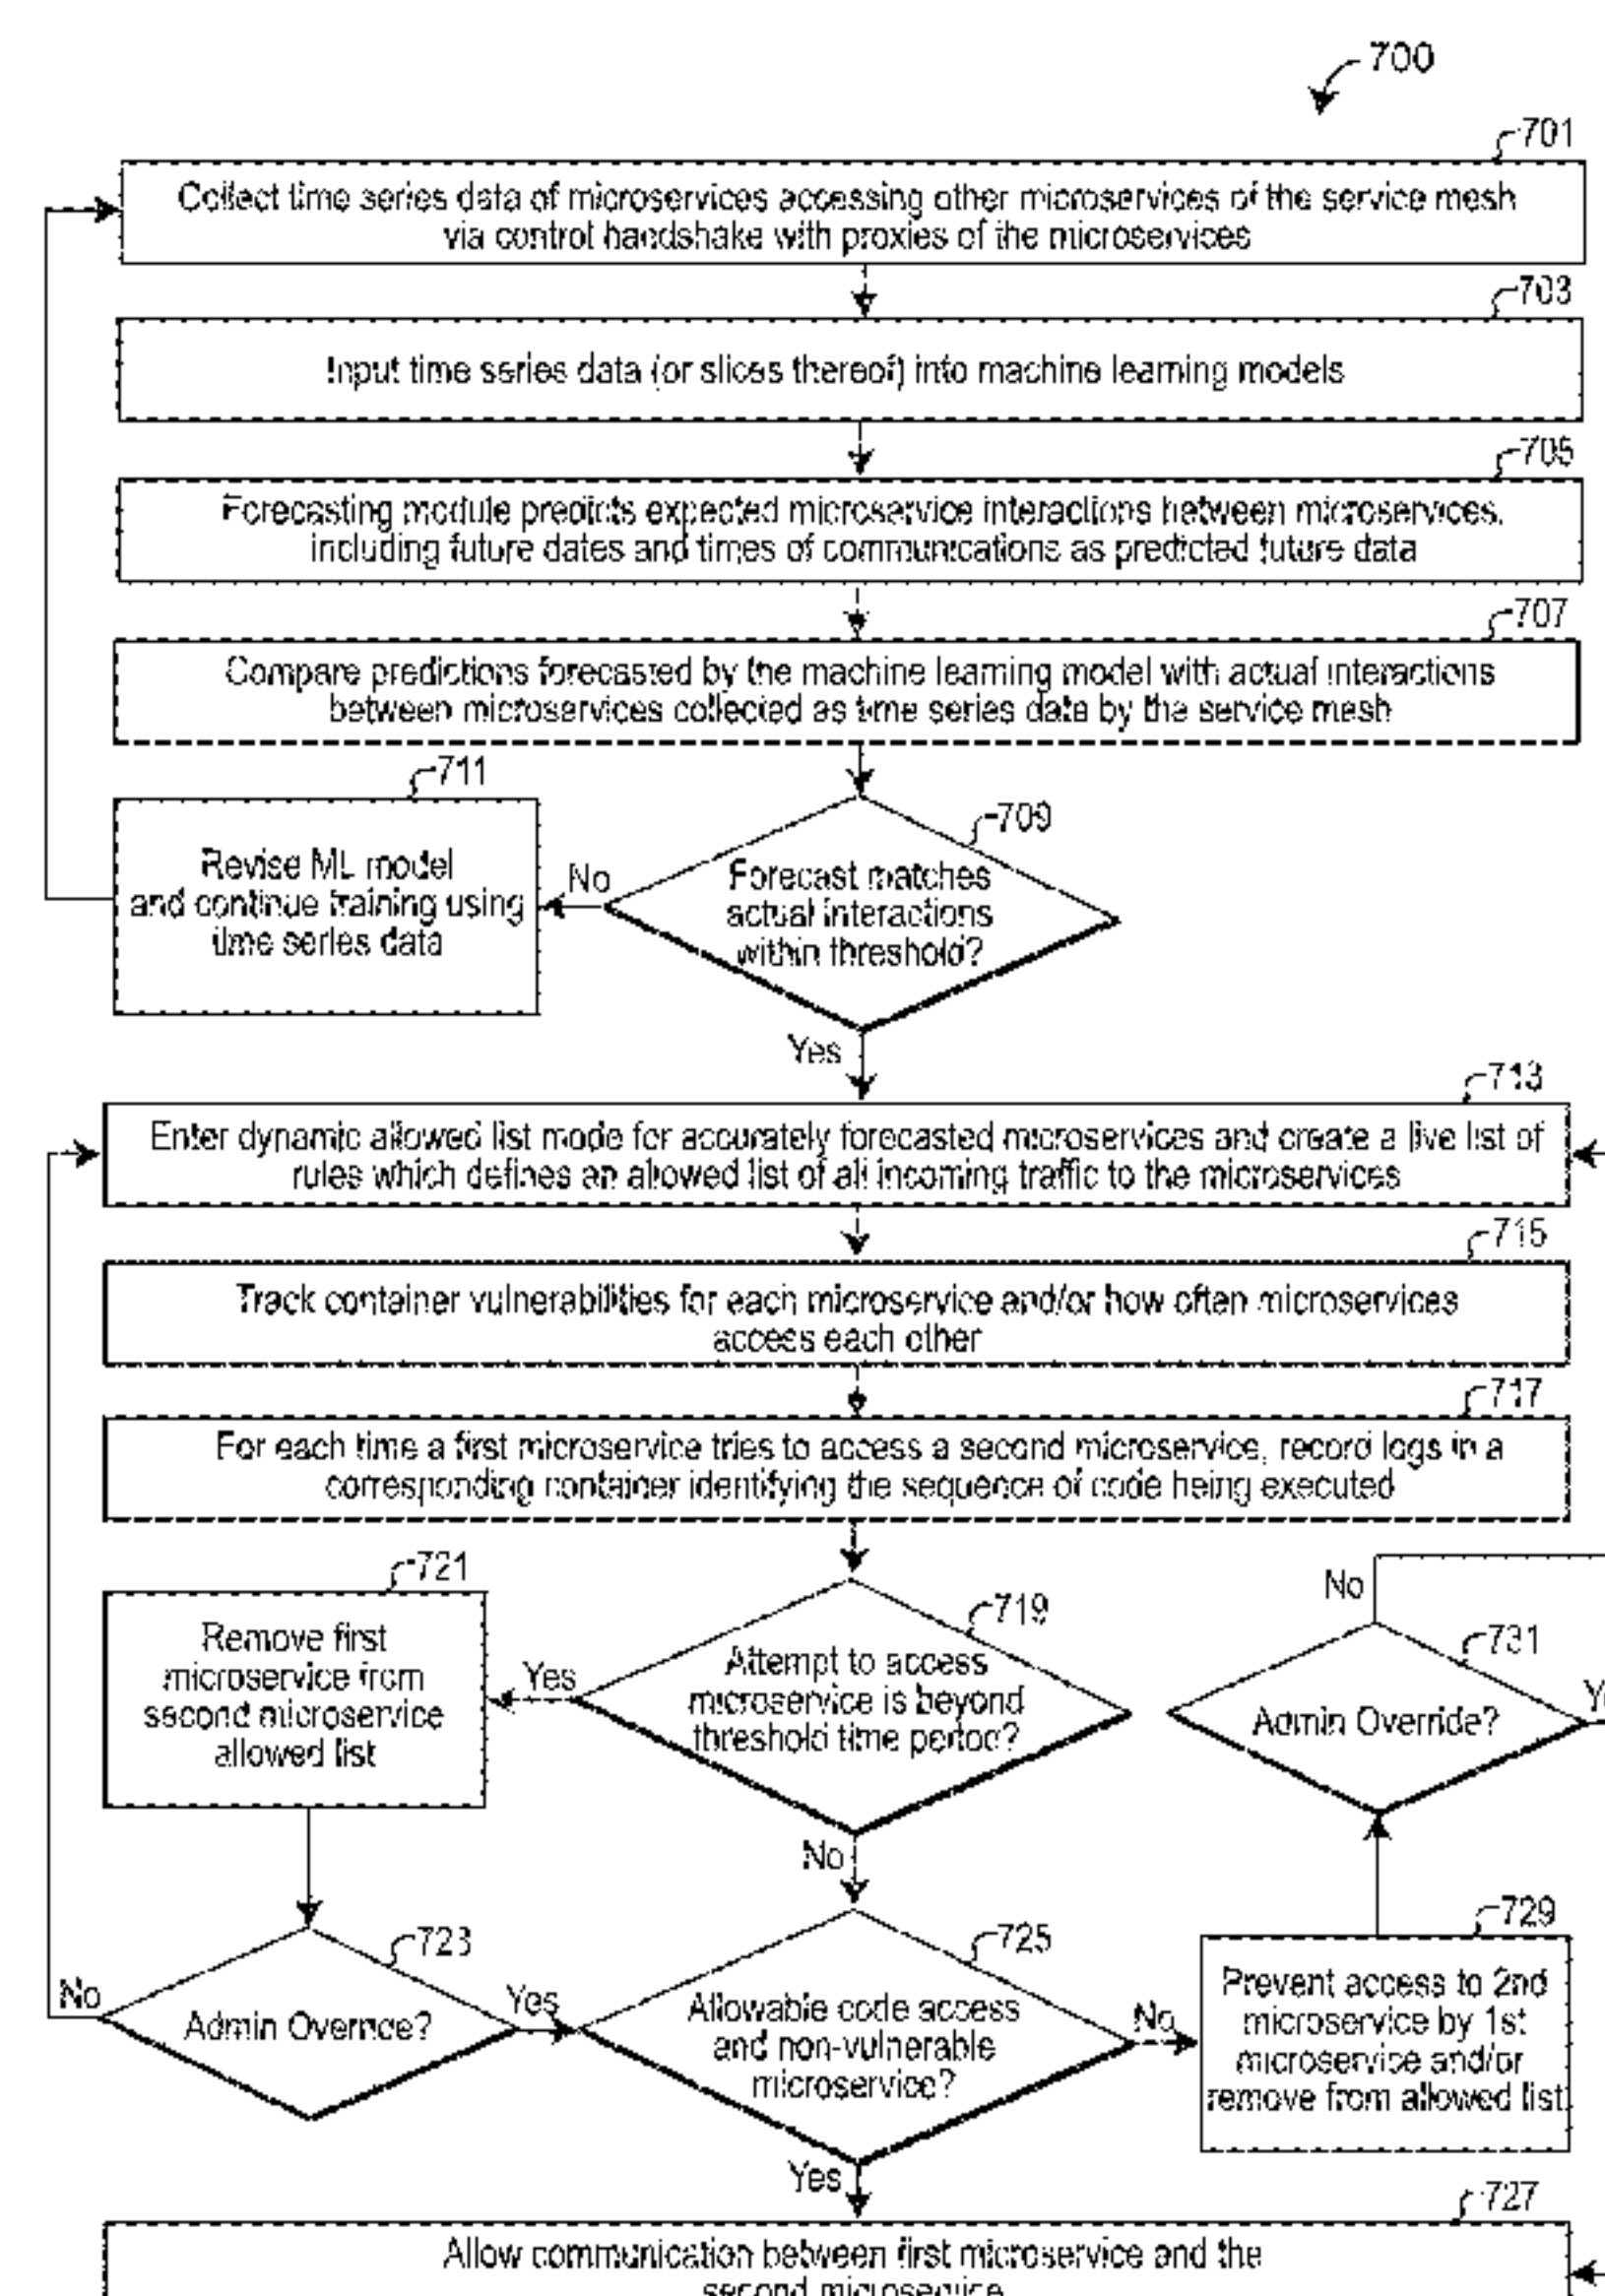 700
701
Collect time series data of microservices accessing other microservices of the service mesh
via control handshake with proxies of the microservices
703
Input time series data (or slices thereof) into machine learning models
705
Forecasting module predicts expected microservice interactions between microservices,
including future dates and times of communications as predicted future data
707
Compare predictions forecasted by the machine learning model with actual interactions
between microservices collected as time series data by the service mesh
711
Revise ML model
and continue training using
time series data
No
709
Forecast matches
actual interactions
within threshold?
Yes
713
Enter dynamic allowed list mode for accurately forecasted microservices and create a live list of
rules which defines an allowed list of all incoming traffic to the microservices
715
Track container vulnerabilities for each microservice and/or how often microservices
access each other
717
For each time a first microservice tries to access a second microservice, record logs in a
corresponding container identifying the sequence of code being executed
721
Remove first
microservice from
second microservice
allowed list
Yes
719
Attempt to access
microservice is beyond
threshold time period?
No
No
731
Admin Override?
723
Admin Override?
No
Yes
725
Allowable code access
and non-vulnerable
microservice?
No
729
Prevent access to 2nd
microservice by 1st
microservice and/or
remove from allowed list
Yes
727
Allow communication between first microservice and the
second microservice